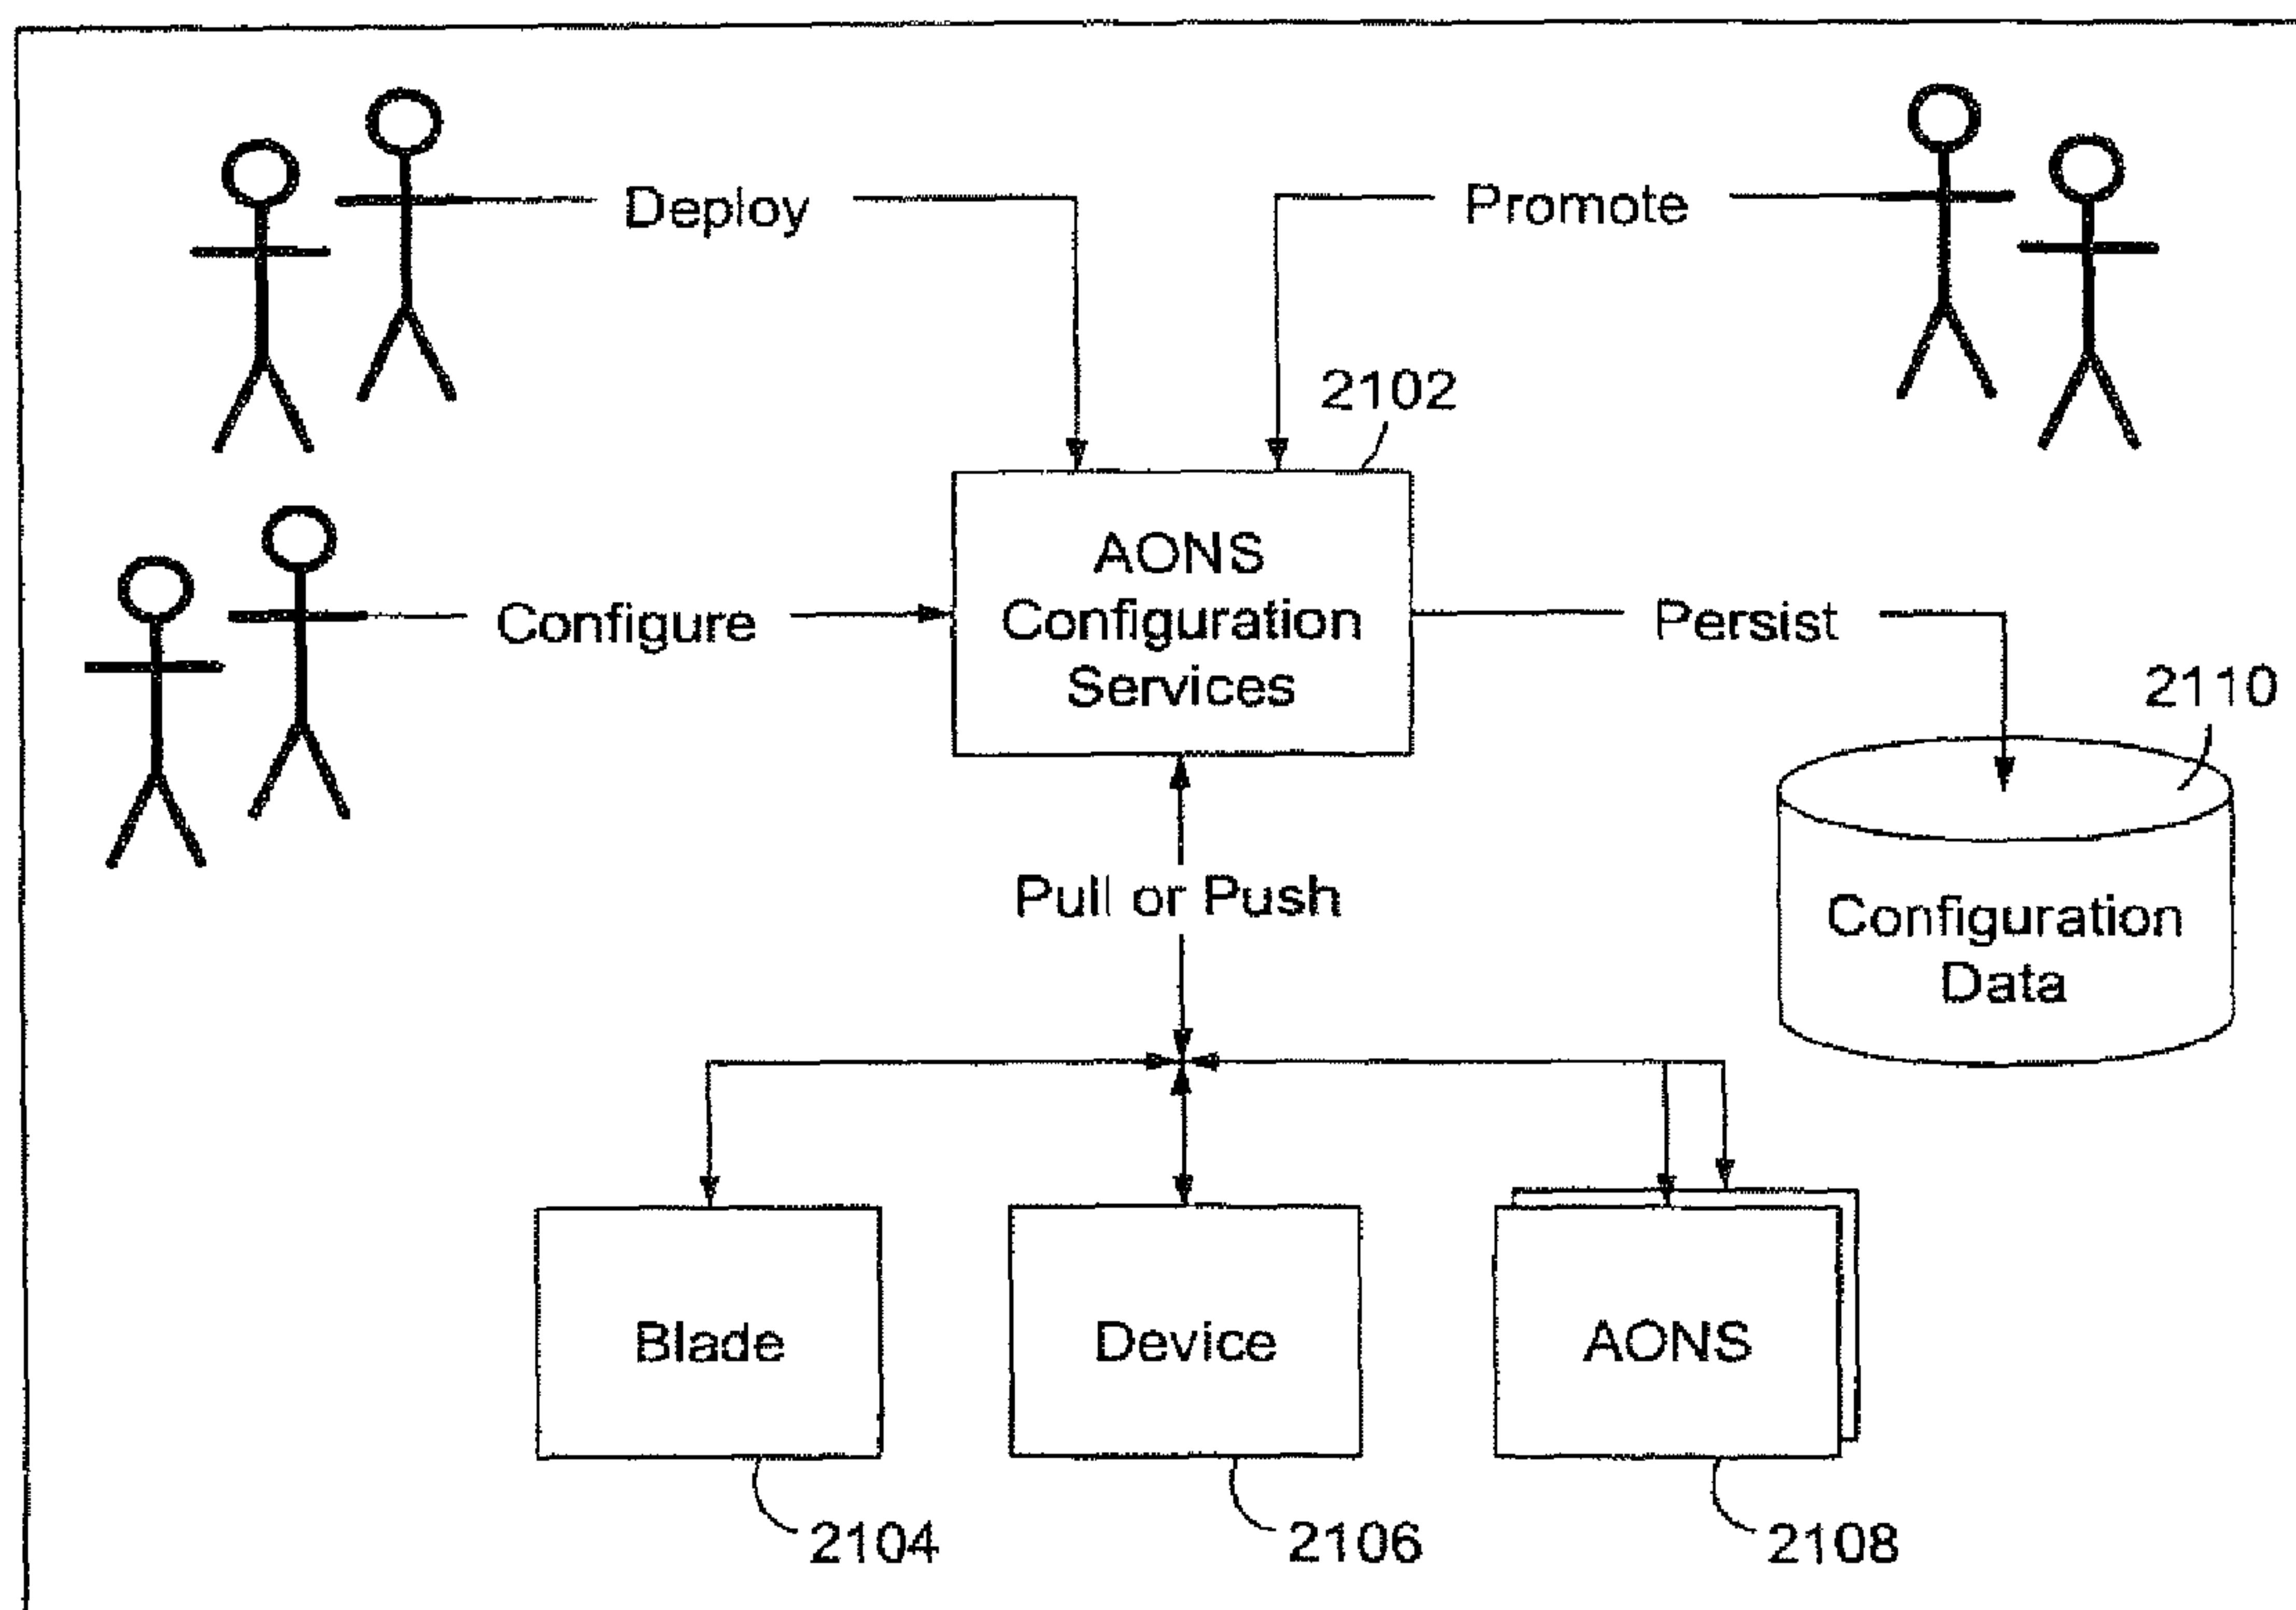 Deploy
Promote
2102
AONS
Configuration
Services
Configure
Persist
2110
Pull or Push
Configuration
Data
Blade
Device
AONS
2104
2106
2108